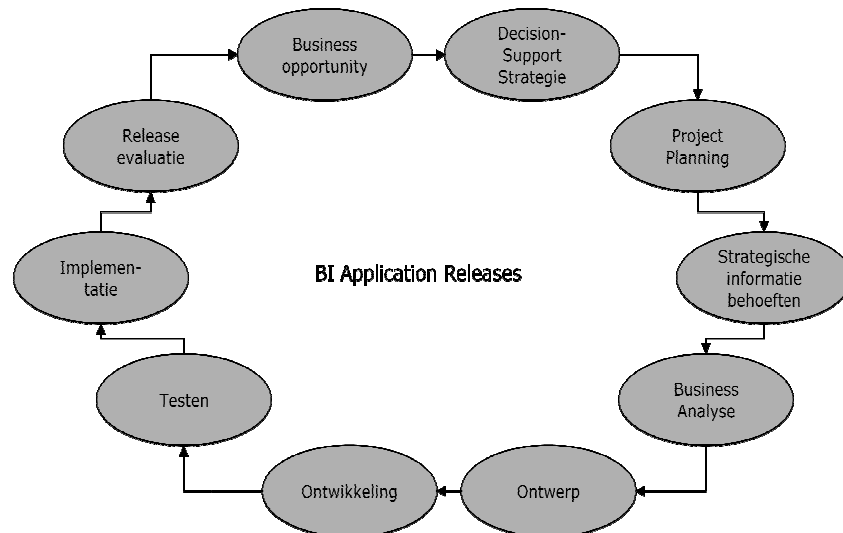 Business
opportunity
Decision-
Support
Strategie
Project
Planning
Strategische
informatie
behoeften
Business
Analyse
Ontwerp
Ontwikkeling
Testen
Implemen-
tatie
Release
evaluatie
BI Application Releases